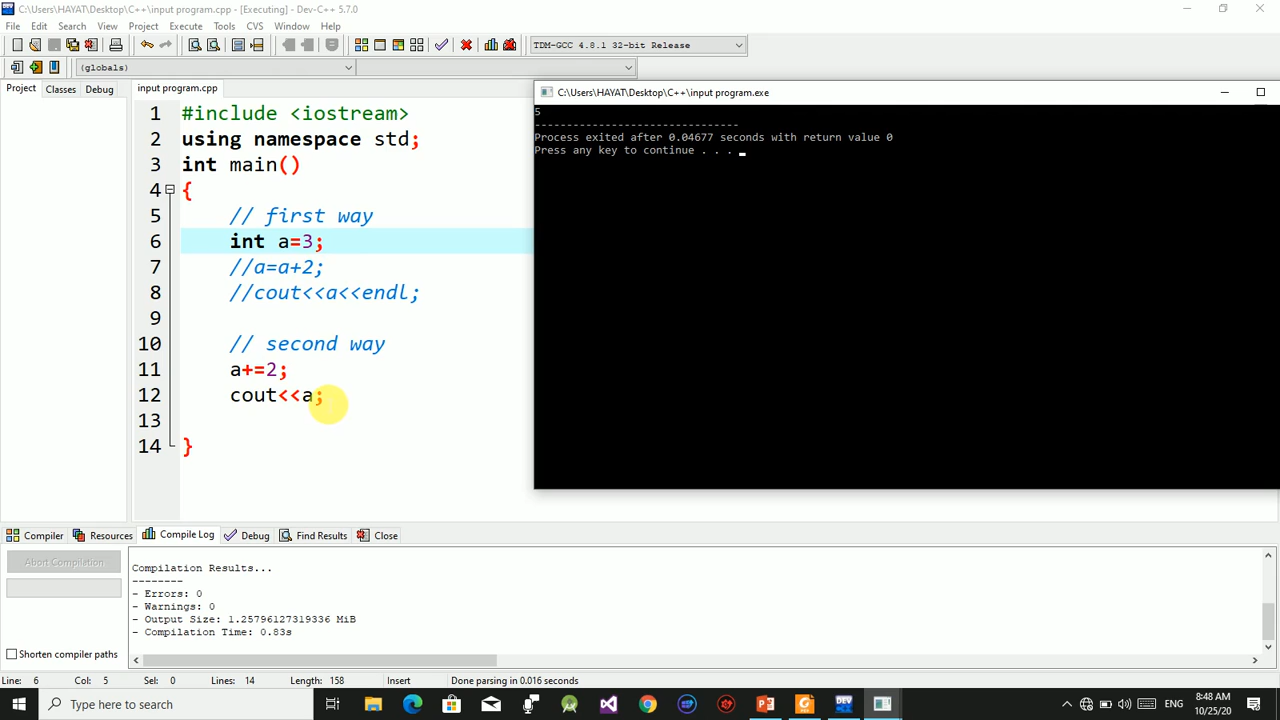 C:\Users\HAYAT\Desktop\C++\input program.cpp - [Executing] - Dev-C++ 5.7.0
File Edit Search View Project Execute Tools CVS Window Help
TDM-GCC 4.8.1 32-bit Release
(globals)
Project Classes Debug
input program.cpp
1 #include <iostream>
2 using namespace std;
3 int main()
4 {
5 // first way
6 int a=3;
7 //a=a+2;
8 //cout<<a<<endl;
9
10 // second way
11 a+=2;
12 cout<<a;
13
14 }
C:\Users\HAYAT\Desktop\C++\input program.exe
5
--------------------------------
Process exited after 0.04677 seconds with return value 0
Press any key to continue . . .
Compiler Resources Compile Log Debug Find Results Close
Abort Compilation
Shorten compiler paths
Compilation Results...
--------
- Errors: 0
- Warnings: 0
- Output Size: 1.25796127319336 MiB
- Compilation Time: 0.83s
Line: 6 Col: 5 Sel: 0 Lines: 14 Length: 158 Insert Done parsing in 0.016 seconds
Type here to search
ENG
8:48 AM
10/25/20